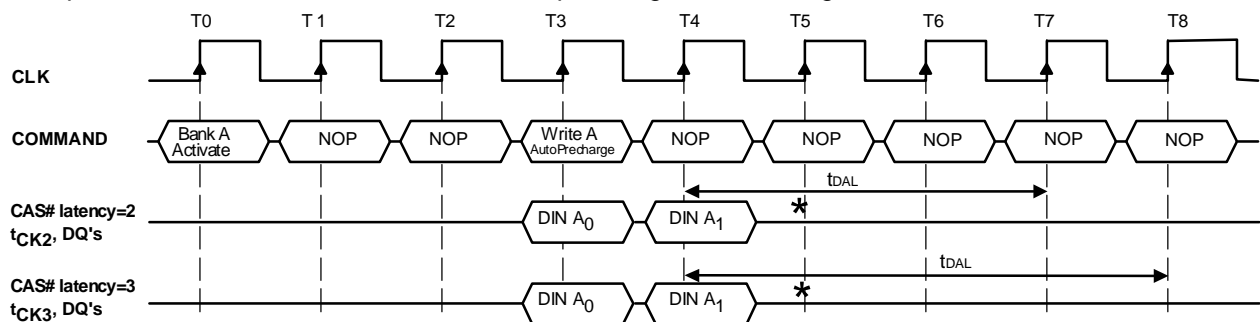 T0 T 1 T2 T3 T4 T5 T6 T7 T8
CLK
COMMAND Bank A Activate NOP NOP Write A AutoPrecharge NOP NOP NOP NOP NOP
tDAL
CAS# latency=2
tCK2, DQ's DIN A0 DIN A1 *
tDAL
CAS# latency=3
tCK3, DQ's DIN A0 DIN A1 *